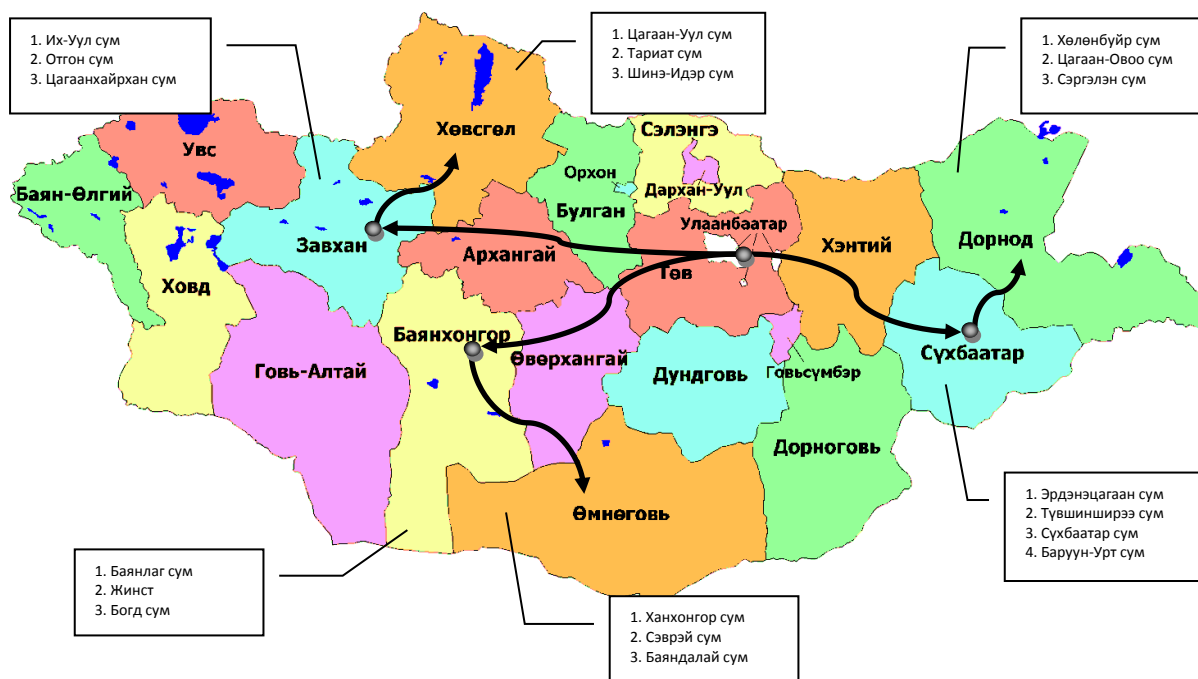 1. Их-Уул сум
2. Отгон сум
3. Цагаанхайрхан сум
1. Цагаан-Уул сум
2. Тариат сум
3. Шинэ-Идэр сум
1. Хөлөнбуйр сум
2. Цагаан-Овоо сум
3. Сэргэлэн сум
Хөвсгөл
Сэлэнгэ
Увс
Баян-Өлгий
Орхон
Дархан-Уул
Булган
Улаанбаатар
Завхан
Архангай
Хэнтий
Дорнод
Төв
Ховд
Баянхонгор
Сүхбаатар
Говь-Алтай
Өвөрхангай
Дундговь
Говьсүмбэр
Дорноговь
Өмнөговь
1. Эрдэнэцагаан сум
2. Түвшинширээ сум
3. Сүхбаатар сум
4. Баруун-Урт сум
1. Баянлаг сум
2. Жинст
3. Богд сум
1. Ханхонгор сум
2. Сэврэй сум
3. Баяндалай сум